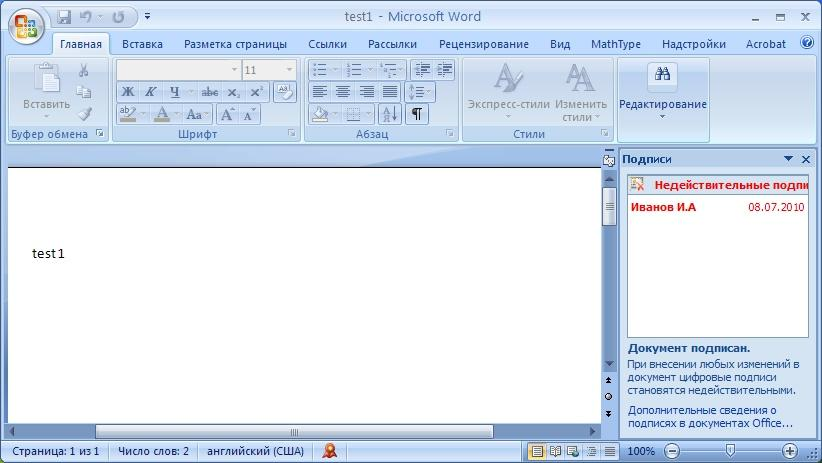 test1 - Microsoft Word
Главная Вставка Разметка страницы Ссылки Рассылки Рецензирование Вид MathType Надстройки Acrobat
11
Вставить
Ж К Ч abc x₂ x² Aa
ab A Aa A A
Экспресс-стили
Изменить стили
Редактирование
Буфер обмена Шрифт Абзац Стили
Подписи
Недействительные подпи
Иванов И.А 08.07.2010
test1
Документ подписан.
При внесении любых изменений в
документ цифровые подписи
становятся недействительными.
Дополнительные сведения о
подписях в документах Office...
Страница: 1 из 1 Число слов: 2 английский (США) 100%